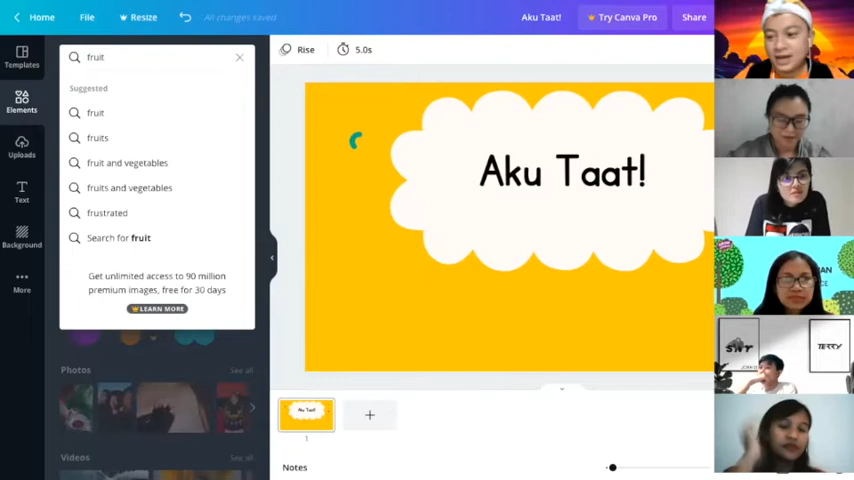 Home
File
Resize
All changes saved
Aku Taat!
Try Canva Pro
Share
Templates
Elements
Uploads
Text
Background
More
fruit
Suggested
fruit
fruits
fruit and vegetables
fruits and vegetables
frustrated
Search for fruit
Get unlimited access to 90 million
premium images, free for 30 days
LEARN MORE
Photos
See all
Videos
See all
Rise
5.0s
Aku Taat!
Aku Taat!
1
Notes
TERRY